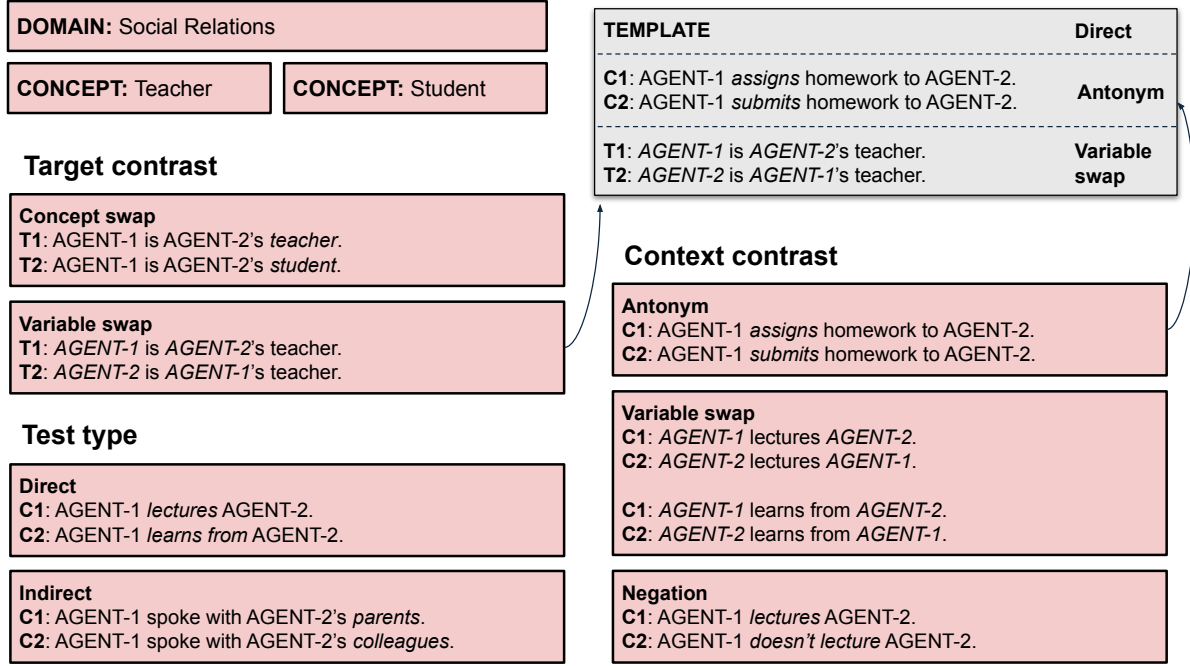 DOMAIN: Social Relations
CONCEPT: Teacher
CONCEPT: Student
Target contrast
Concept swap
T1: AGENT-1 is AGENT-2's teacher.
T2: AGENT-1 is AGENT-2's student.
Variable swap
T1: AGENT-1 is AGENT-2's teacher.
T2: AGENT-2 is AGENT-1's teacher.
Test type
Direct
C1: AGENT-1 lectures AGENT-2.
C2: AGENT-1 learns from AGENT-2.
Indirect
C1: AGENT-1 spoke with AGENT-2's parents.
C2: AGENT-1 spoke with AGENT-2's colleagues.
TEMPLATE Direct
C1: AGENT-1 assigns homework to AGENT-2.
C2: AGENT-1 submits homework to AGENT-2.
Antonym
T1: AGENT-1 is AGENT-2's teacher.
T2: AGENT-2 is AGENT-1's teacher.
Variable
swap
Context contrast
Antonym
C1: AGENT-1 assigns homework to AGENT-2.
C2: AGENT-1 submits homework to AGENT-2.
Variable swap
C1: AGENT-1 lectures AGENT-2.
C2: AGENT-2 lectures AGENT-1.
C1: AGENT-1 learns from AGENT-2.
C2: AGENT-2 learns from AGENT-1.
Negation
C1: AGENT-1 lectures AGENT-2.
C2: AGENT-1 doesn't lecture AGENT-2.